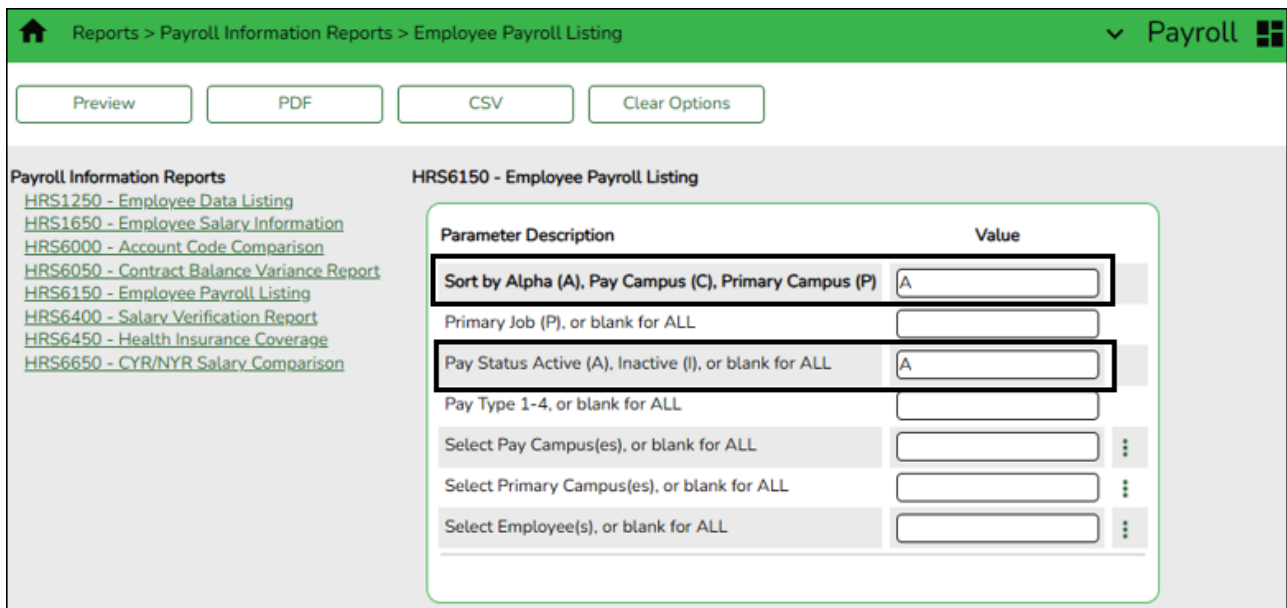 Reports > Payroll Information Reports > Employee Payroll Listing
Payroll
Preview
PDF
CSV
Clear Options
Payroll Information Reports
HRS1250 - Employee Data Listing
HRS1650 - Employee Salary Information
HRS6000 - Account Code Comparison
HRS6050 - Contract Balance Variance Report
HRS6150 - Employee Payroll Listing
HRS6400 - Salary Verification Report
HRS6450 - Health Insurance Coverage
HRS6650 - CYR/NYR Salary Comparison
HRS6150 - Employee Payroll Listing
Parameter Description Value
Sort by Alpha (A), Pay Campus (C), Primary Campus (P) A
Primary Job (P), or blank for ALL
Pay Status Active (A), Inactive (I), or blank for ALL A
Pay Type 1-4, or blank for ALL
Select Pay Campus(es), or blank for ALL
Select Primary Campus(es), or blank for ALL
Select Employee(s), or blank for ALL